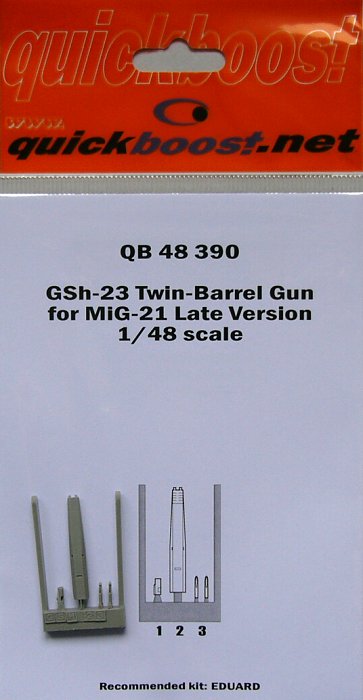 quickboost
www.
quickboost.net
QB 48 390
GSh-23 Twin-Barrel Gun
for MiG-21 Late Version
1/48 scale
1 2 3
Recommended kit: EDUARD